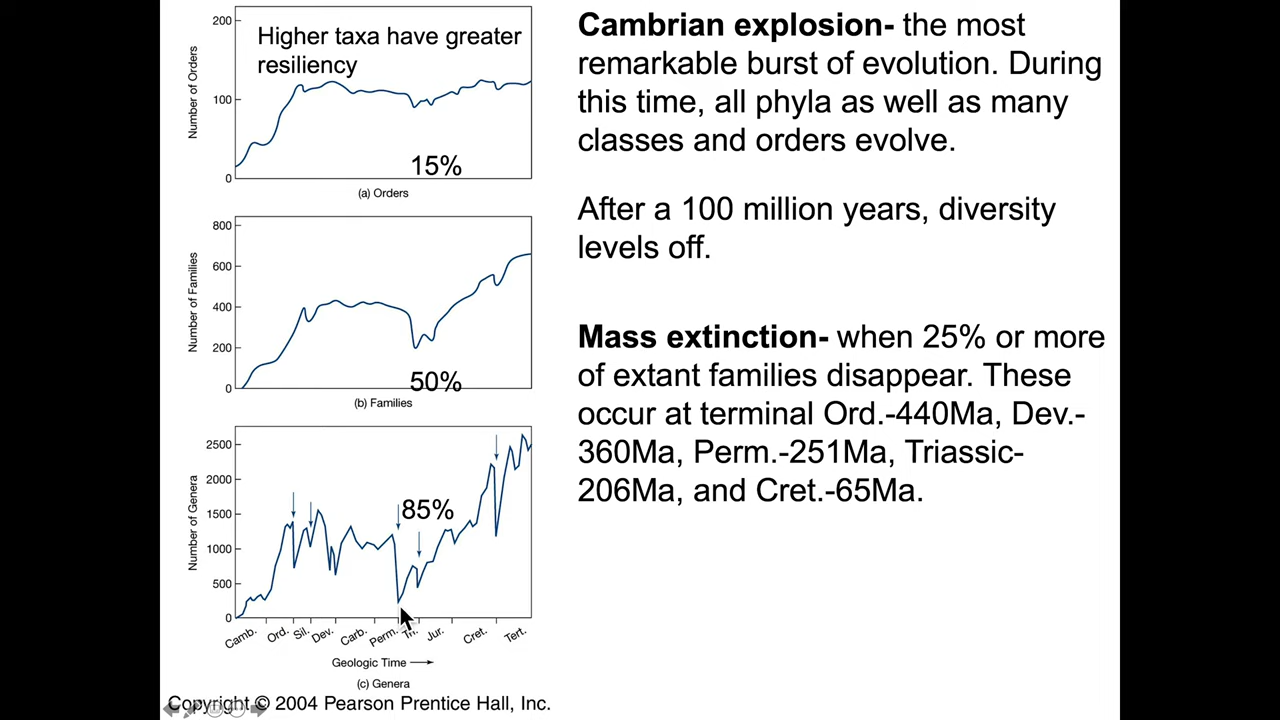 Higher taxa have greater
resiliency
200
100
0
Number of Orders
15%
(a) Orders
800
600
400
200
0
Number of Families
50%
(b) Families
2500
2000
1500
1000
500
0
Number of Genera
85%
Camb. Ord. Sil. Dev. Carb. Perm. Tri. Jur. Cret. Tert.
Geologic Time
(c) Genera
Copyright © 2004 Pearson Prentice Hall, Inc.
Cambrian explosion- the most
remarkable burst of evolution. During
this time, all phyla as well as many
classes and orders evolve.
After a 100 million years, diversity
levels off.
Mass extinction- when 25% or more
of extant families disappear. These
occur at terminal Ord.-440Ma, Dev.-
360Ma, Perm.-251Ma, Triassic-
206Ma, and Cret.-65Ma.